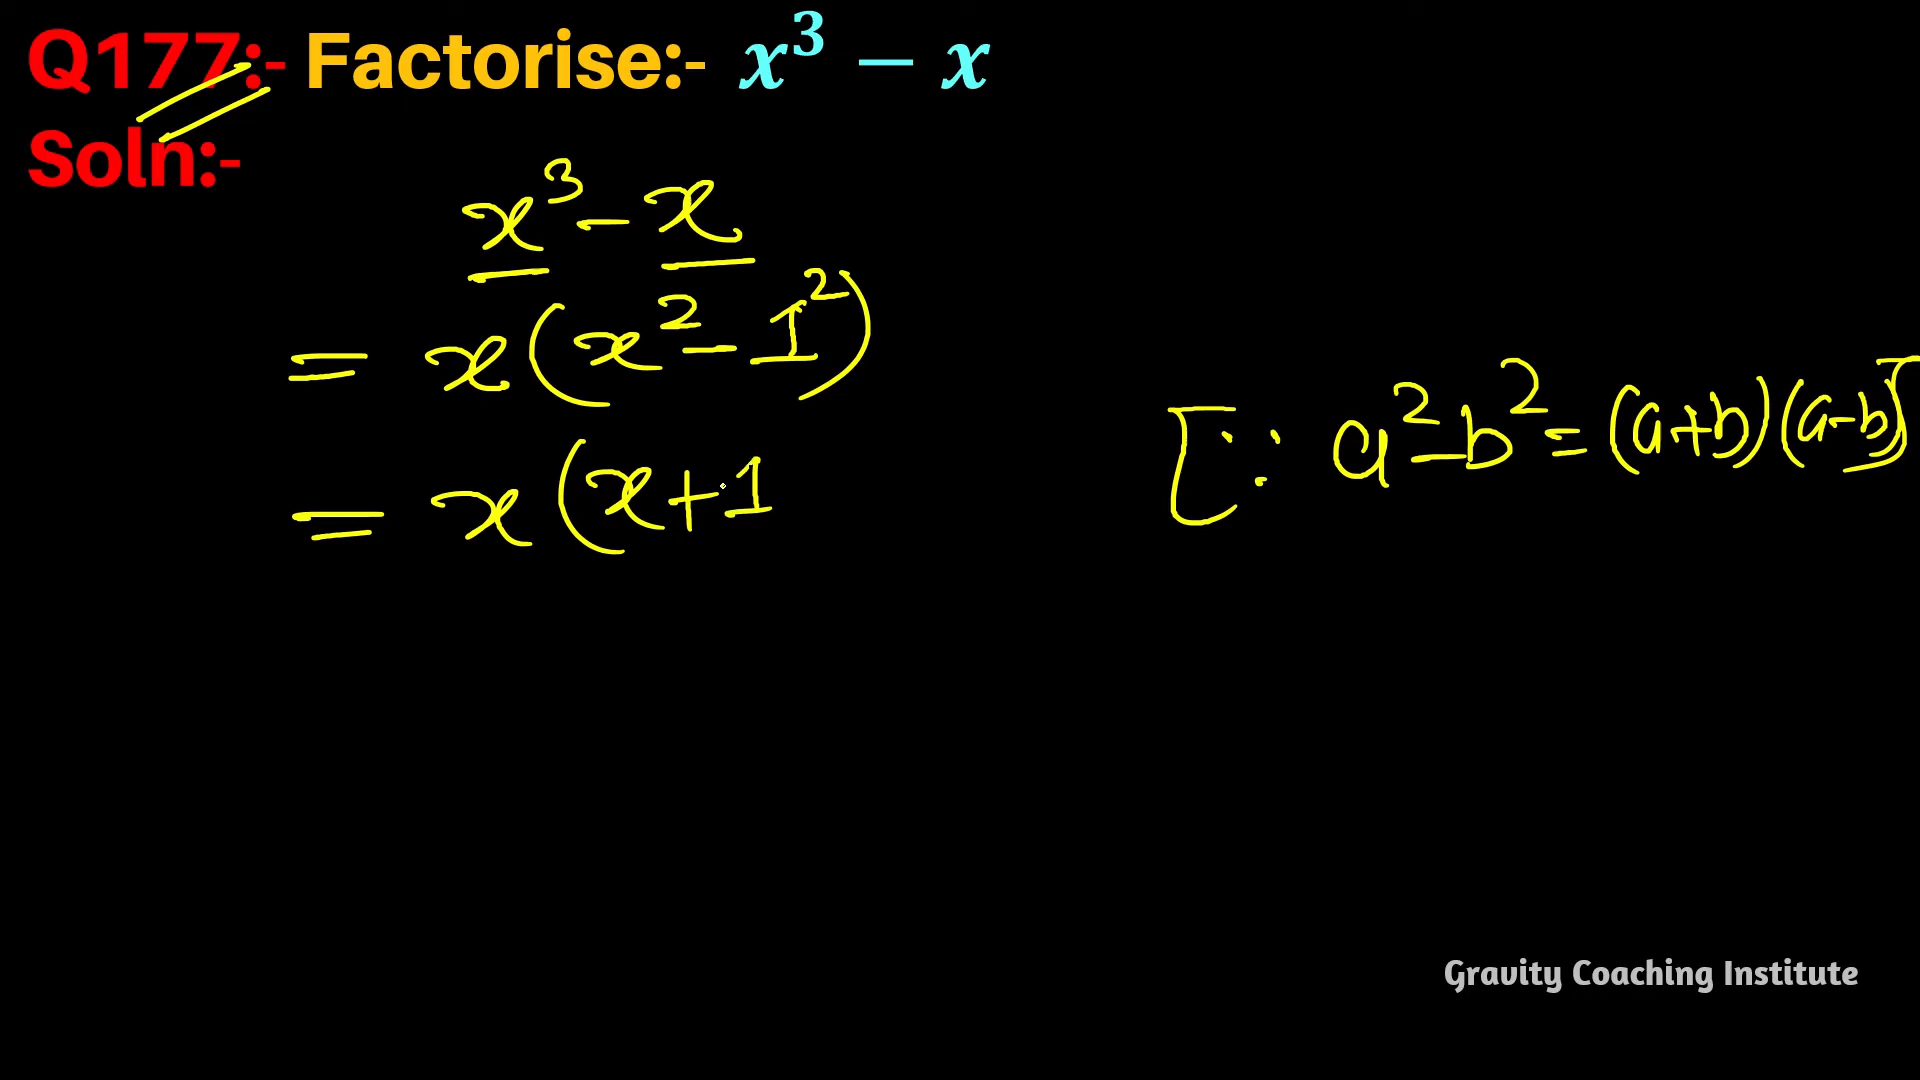 Q177:- Factorise:- x³ − x
Soln:-
x³ - x
= x(x² - 1²)
[∵ a² - b² = (a+b)(a-b)]
= x(x+1
Gravity Coaching Institute